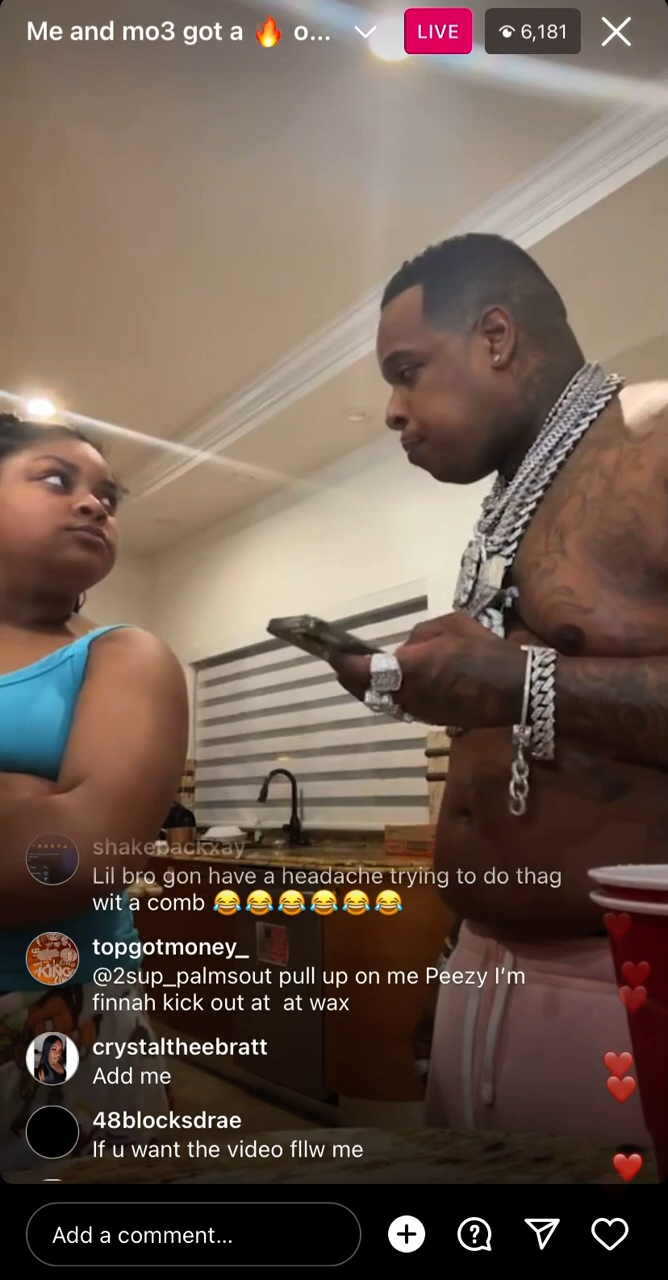 Me and mo3 got a 🔥 o...
LIVE
6,181
shakebackxay
Lil bro gon have a headache trying to do thag
wit a comb 😂😂😂😂😂😂
topgotmoney_
@2sup_palmsout pull up on me Peezy I’m
finnah kick out at  at wax
crystaltheebratt
Add me
48blocksdrae
If u want the video fllw me
Add a comment...
KING